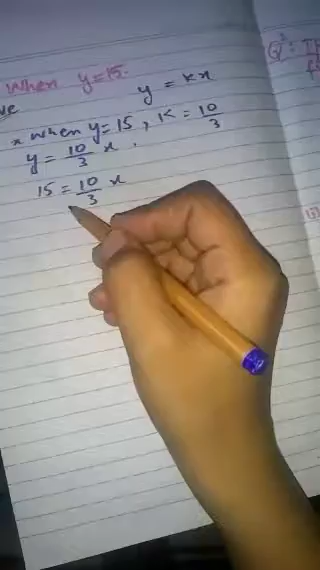 when y=15.
y = kx
x when y=15, k = 10/3
y = 10/3 x.
15 = 10/3 x